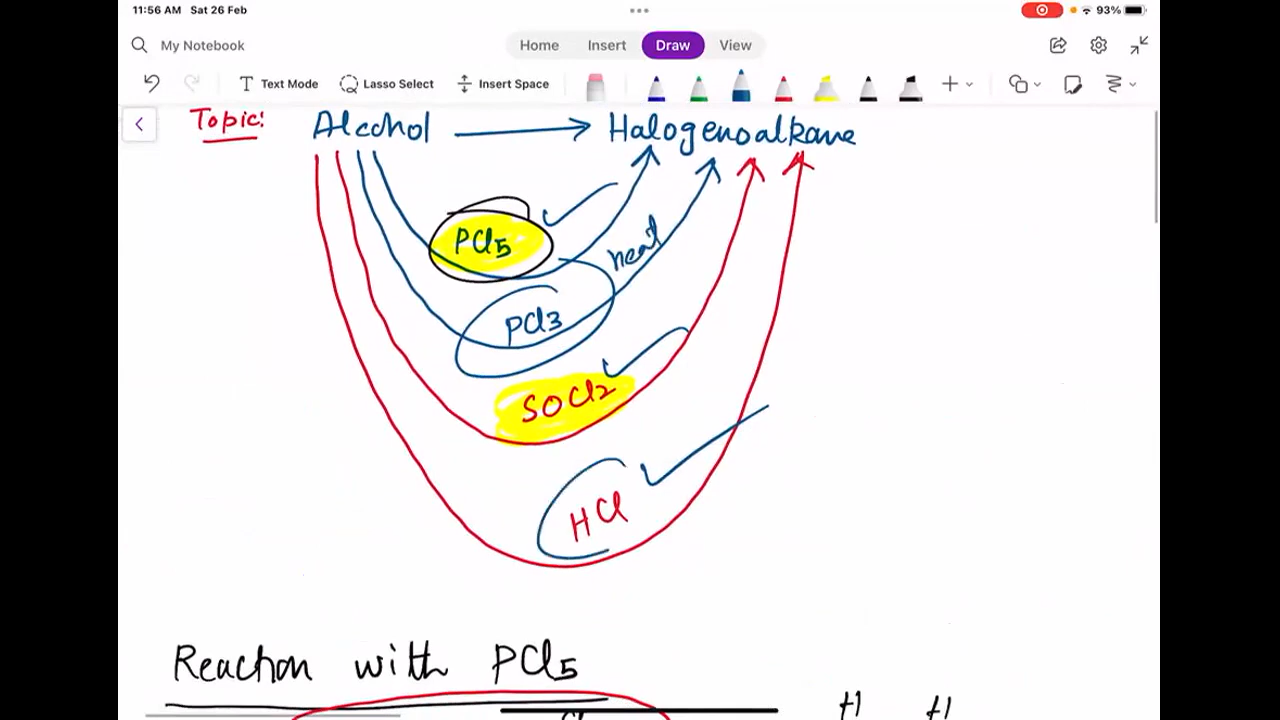 11:56 AM Sat 26 Feb
93%
My Notebook
Home Insert Draw View
Text Mode Lasso Select Insert Space
Topic: Alcohol Halogenoalkane
PCl5
heat
PCl3
SOCl2
HCl
Reaction with PCl5
H H